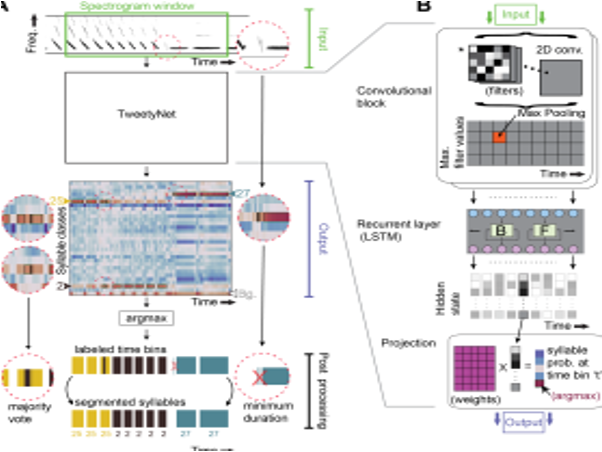 A
Spectrogram window
Freq.
Time
Input
TweetyNet
25
27
Syllable classes
2
Bg.
Time
Output
argmax
labeled time bins
X
segmented syllables
majority
vote
minimum
duration
25 25 25 2 2 2 2 2 27 27
Post processing
Time
B
Input
Convolutional
block
2D conv.
(filters)
Max Pooling
Max.
filter values
Time
Recurrent layer
(LSTM)
B
F
Hidden
state
Time
Projection
(weights)
X
=
syllable
prob. at
time bin 't'
(argmax)
Output